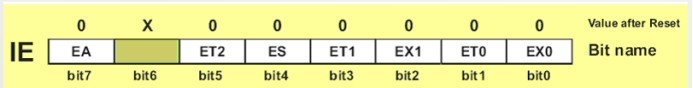 0 X 0 0 0 0 0 0 Value after Reset
IE EA ET2 ES ET1 EX1 ET0 EX0 Bit name
bit7 bit6 bit5 bit4 bit3 bit2 bit1 bit0